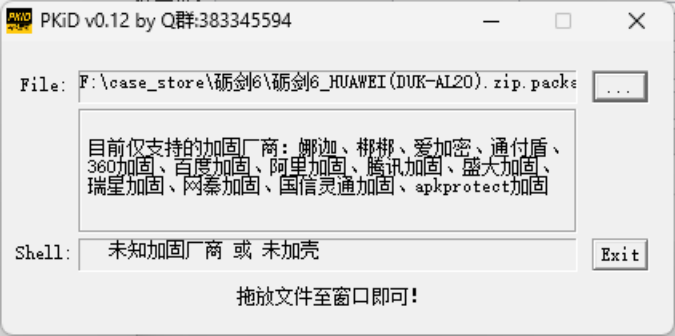 PKiD v0.12 by Q群:383345594
File: F:\case_store\砺剑6\砺剑6_HUAWEI(DUK-AL20).zip.packa ...
目前仅支持的加固厂商: 娜迦、梆梆、爱加密、通付盾、
360加固、百度加固、阿里加固、腾讯加固、盛大加固、
瑞星加固、网秦加固、国信灵通加固、apkprotect加固
Shell: 未知加固厂商 或 未加壳 Exit
拖放文件至窗口即可!